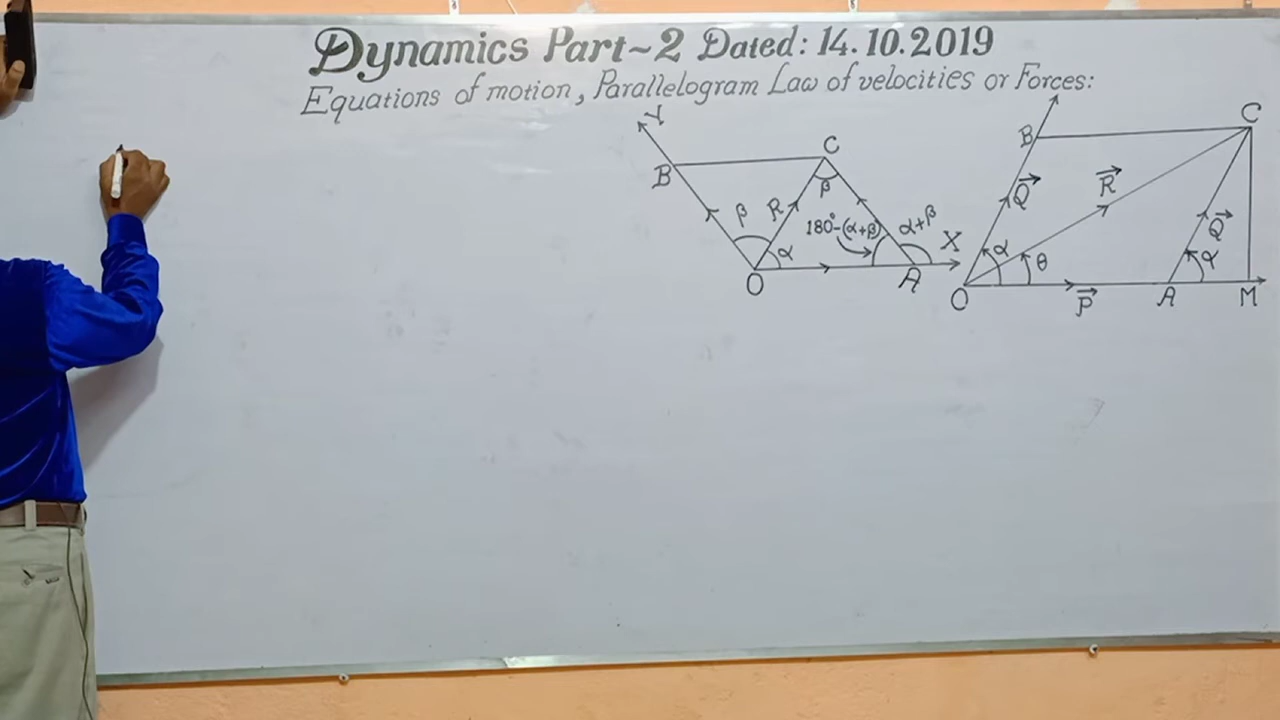 Dynamics Part~2 Dated: 14.10.2019
Equations of motion, Parallelogram Law of velocities or Forces:
Y
B
C
β
β
R
α
180°-(α+β)
α+β
X
O
A
B
C
Q⃗
R⃗
Q⃗
α
θ
α
O
P⃗
A
M